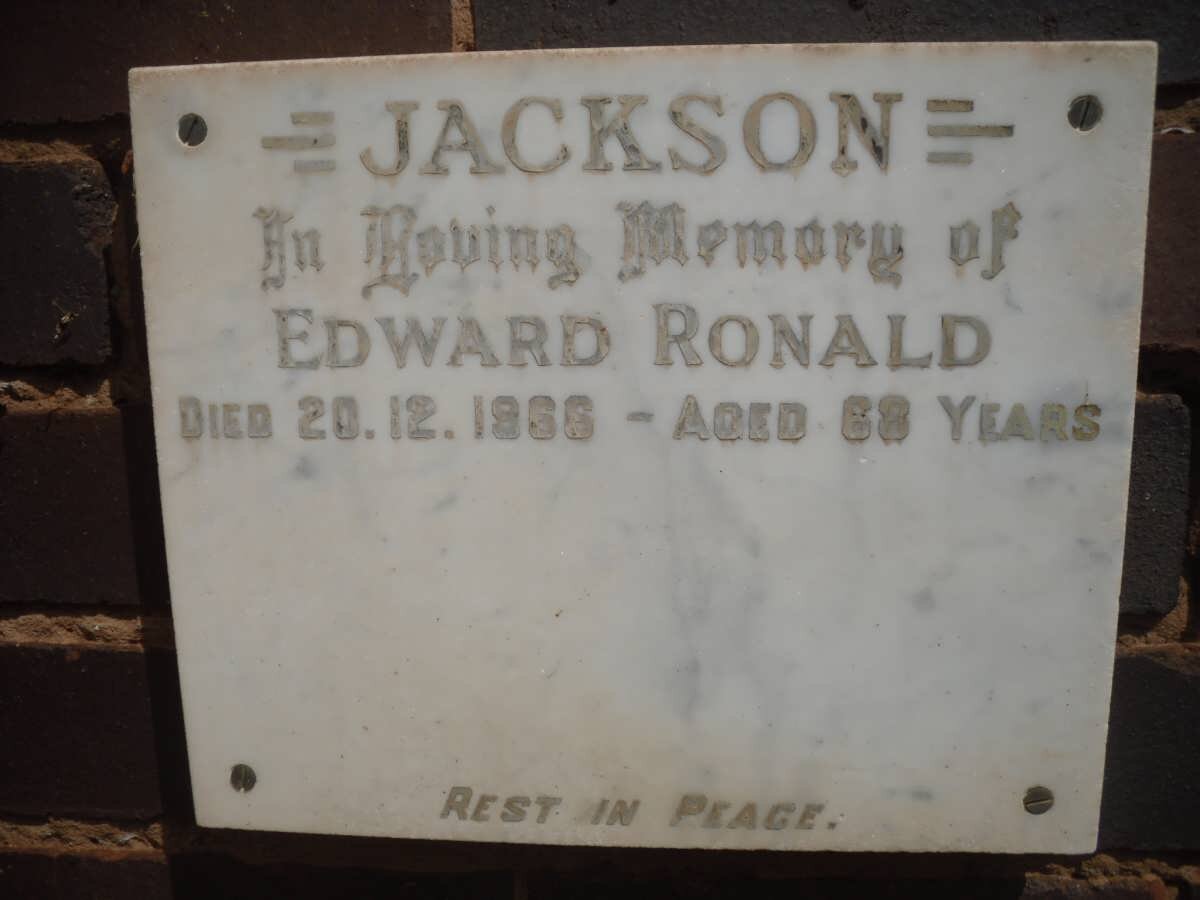 JACKSON
In Loving Memory of
EDWARD RONALD
DIED 20.12.1966 - AGED 68 YEARS
REST IN PEACE.